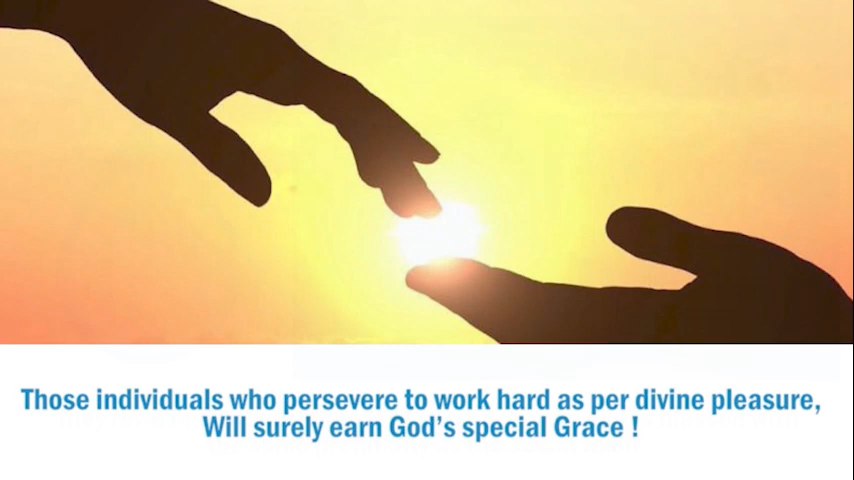 Those individuals who persevere to work hard as per divine pleasure,
Will surely earn God's special Grace !